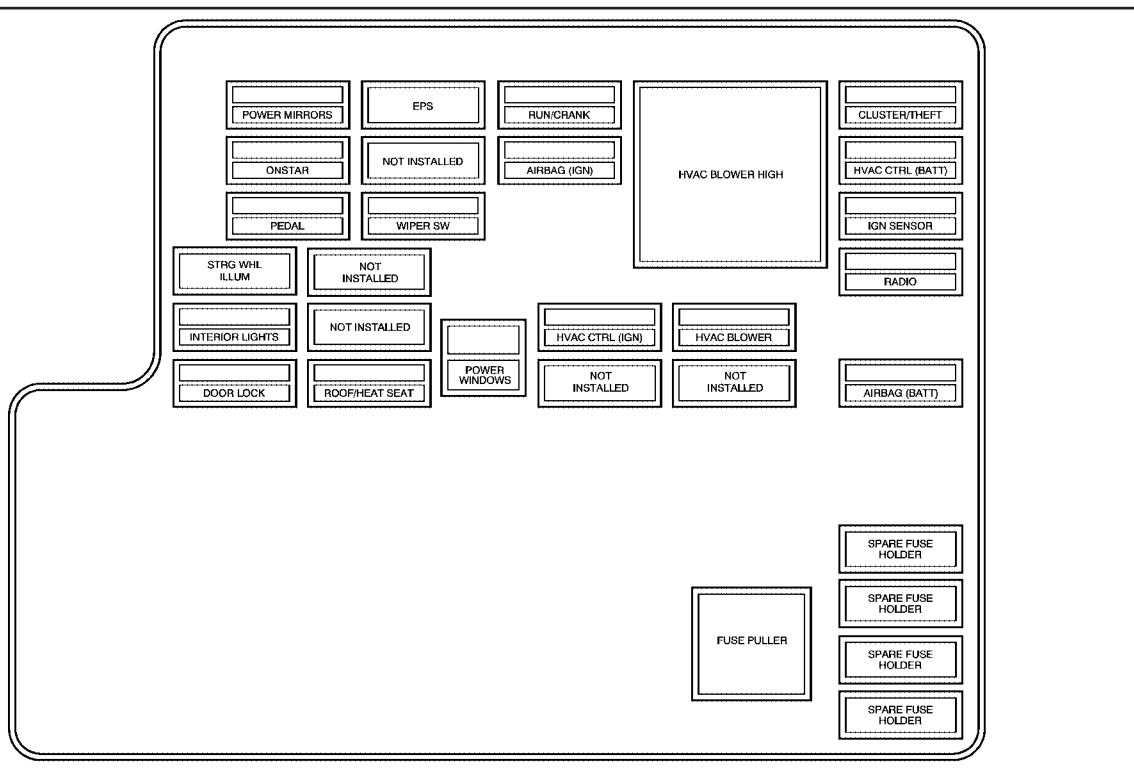 POWER MIRRORS
EPS
RUN/CRANK
CLUSTER/THEFT
ONSTAR
NOT INSTALLED
AIRBAG (IGN)
HVAC BLOWER HIGH
HVAC CTRL (BATT)
PEDAL
WIPER SW
IGN SENSOR
STRG WHL
ILLUM
NOT
INSTALLED
RADIO
INTERIOR LIGHTS
NOT INSTALLED
POWER
WINDOWS
HVAC CTRL (IGN)
HVAC BLOWER
DOOR LOCK
ROOF/HEAT SEAT
NOT
INSTALLED
NOT
INSTALLED
AIRBAG (BATT)
SPARE FUSE
HOLDER
SPARE FUSE
HOLDER
FUSE PULLER
SPARE FUSE
HOLDER
SPARE FUSE
HOLDER